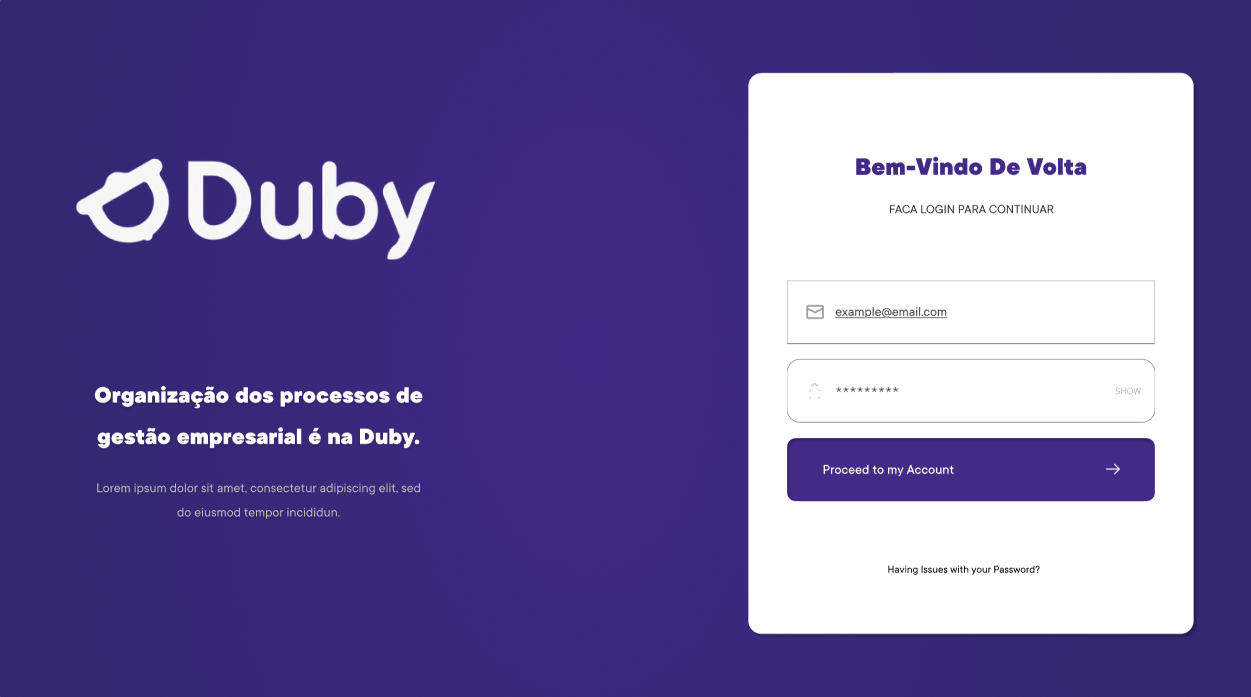 Duby
Organização dos processos de
gestão empresarial é na Duby.
Lorem ipsum dolor sit amet, consectetur adipiscing elit, sed
do eiusmod tempor incididun.
Bem-Vindo De Volta
FACA LOGIN PARA CONTINUAR
example@email.com
********* SHOW
Proceed to my Account
Having Issues with your Password?